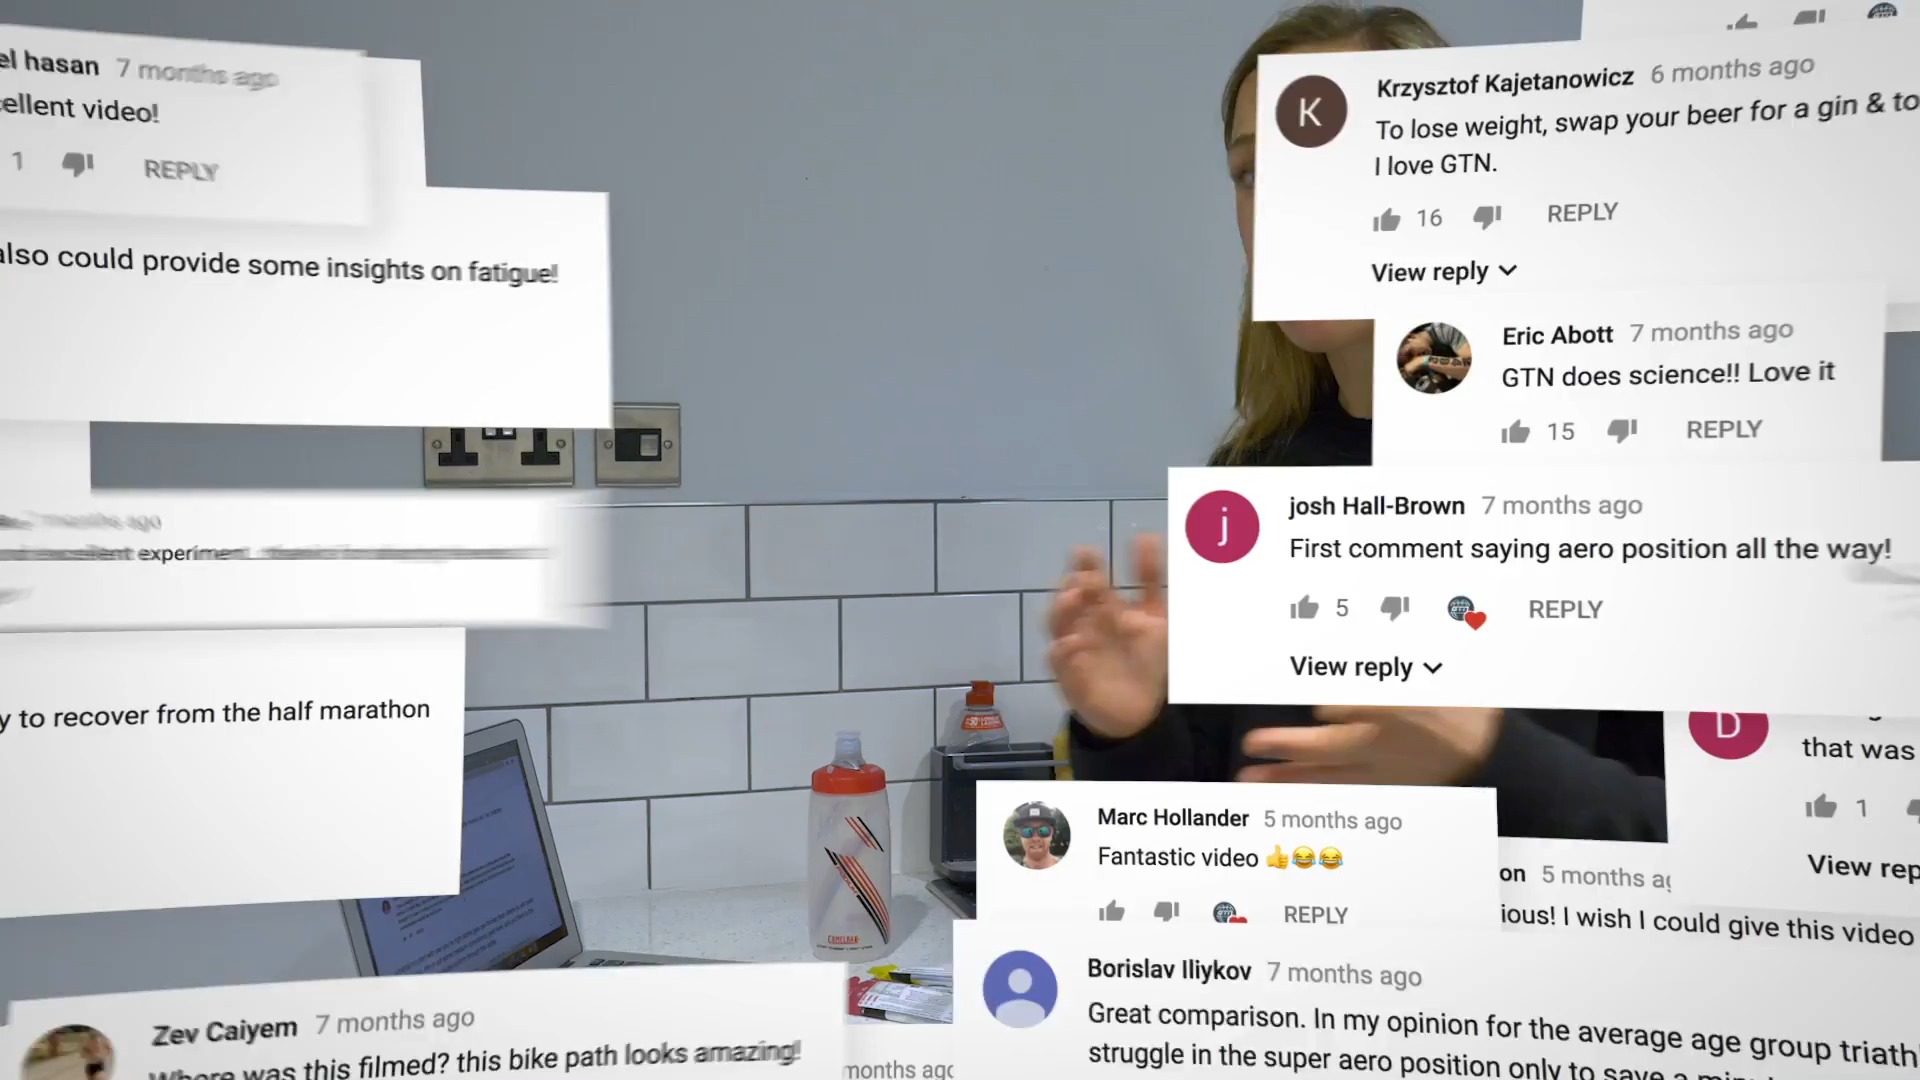 el hasan 7 months ago
ellent video!
1 REPLY
also could provide some insights on fatigue!
7 months ago
excellent experiment
y to recover from the half marathon
Zev Caiyem 7 months ago
Where was this filmed? this bike path looks amazing!
months ago
Krzysztof Kajetanowicz 6 months ago
To lose weight, swap your beer for a gin & to
I love GTN.
16 REPLY
View reply
Eric Abott 7 months ago
GTN does science!! Love it
15 REPLY
K
josh Hall-Brown 7 months ago
First comment saying aero position all the way!
j
5 REPLY
View reply
D
that was
1
View rep
Marc Hollander 5 months ago
Fantastic video 👍😂😂
REPLY
on 5 months ag
ious! I wish I could give this video
Borislav Iliykov 7 months ago
Great comparison. In my opinion for the average age group triath
struggle in the super aero position only to save a
CAMELBAK